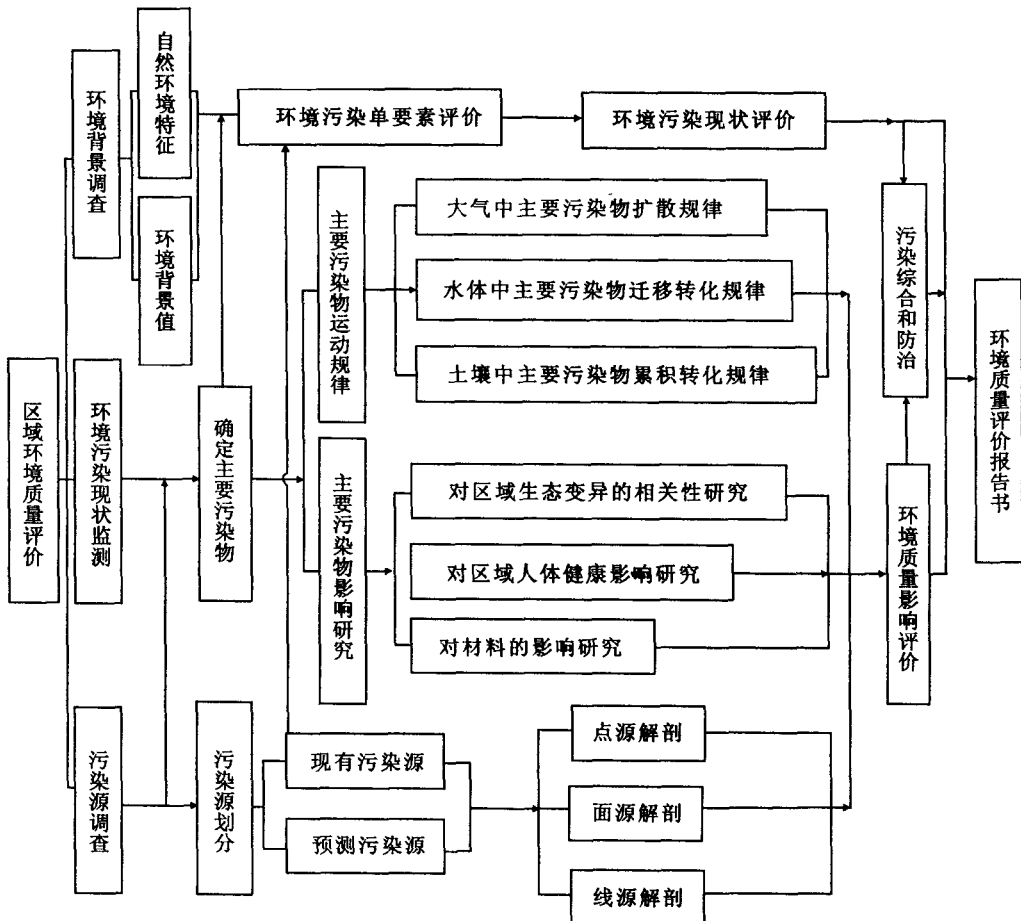 区域环境质量评价
环境背景调查
环境污染现状监测
污染源调查
自然环境特征
环境背景值
确定主要污染物
污染源划分
环境污染单要素评价
环境污染现状评价
主要污染物运动规律
大气中主要污染物扩散规律
水体中主要污染物迁移转化规律
土壤中主要污染物累积转化规律
主要污染物影响研究
对区域生态变异的相关性研究
对区域人体健康影响研究
对材料的影响研究
现有污染源
预测污染源
点源解剖
面源解剖
线源解剖
污染综合和防治
环境质量影响评价
环境质量评价报告书